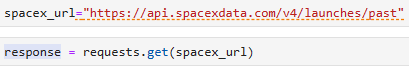 spacex_url="https://api.spacexdata.com/v4/launches/past"
response = requests.get(spacex_url)